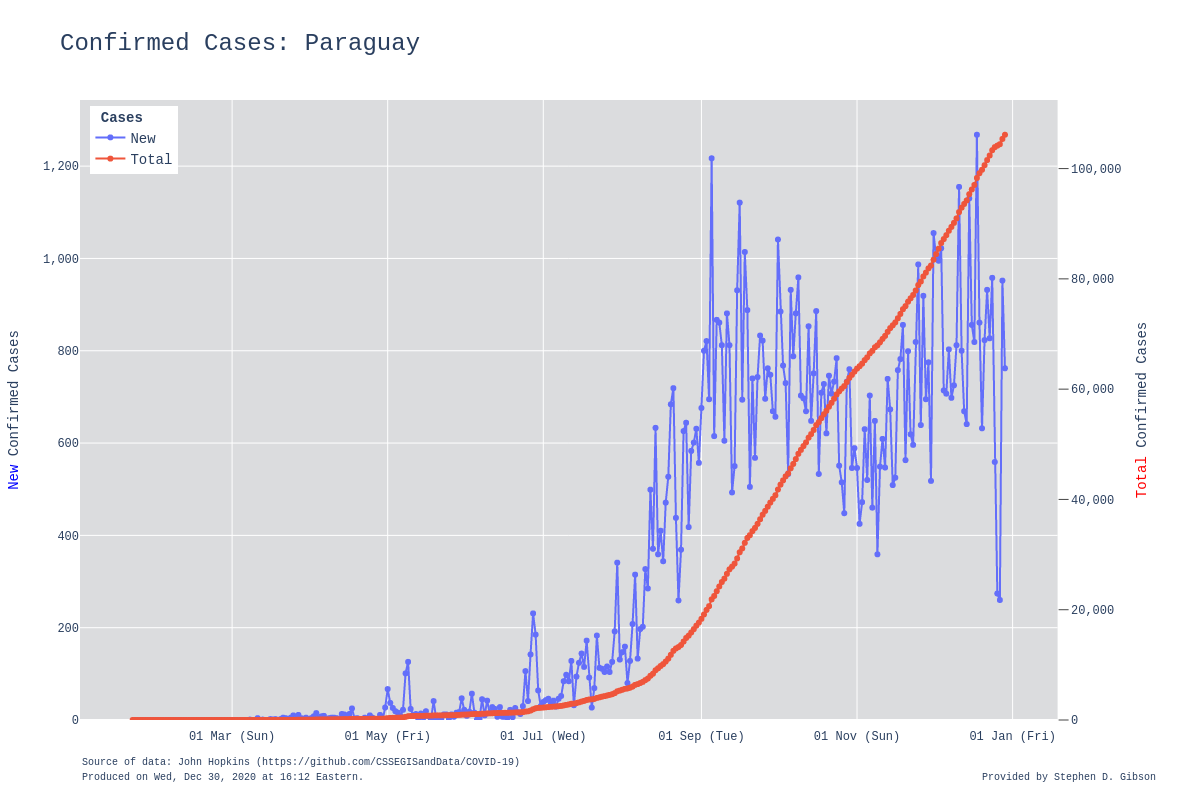 Confirmed Cases: Paraguay
Cases
New
Total
1,200
1,000
800
600
400
200
0
New Confirmed Cases
100,000
80,000
60,000
40,000
20,000
0
Total Confirmed Cases
01 Mar (Sun)
01 May (Fri)
01 Jul (Wed)
01 Sep (Tue)
01 Nov (Sun)
01 Jan (Fri)
Source of data: John Hopkins (https://github.com/CSSEGISandData/COVID-19)
Produced on Wed, Dec 30, 2020 at 16:12 Eastern.
Provided by Stephen D. Gibson